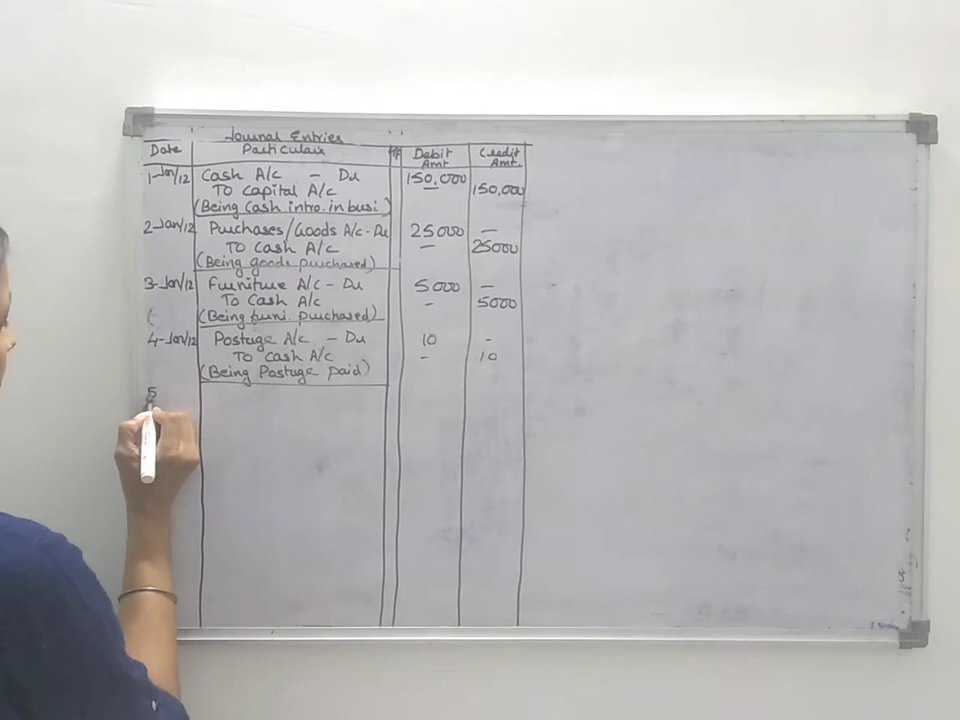 Journal Entries
Date Particulars Debit Amt Credit Amt.
1-Jan/12 Cash A/c - Dr 150,000
To Capital A/c - 150,000
(Being Cash intro. in busi)
2 Jan/12 Purchases/Goods A/c - Dr 25000 -
To Cash A/c - 25000
(Being goods purchased)
3-Jan/12 Furniture A/c - Dr 5000 -
To Cash A/c - 5000
(Being furni. purchased)
4-Jan/12 Postage A/c - Dr 10 -
To Cash A/c - 10
(Being Postage paid)
5